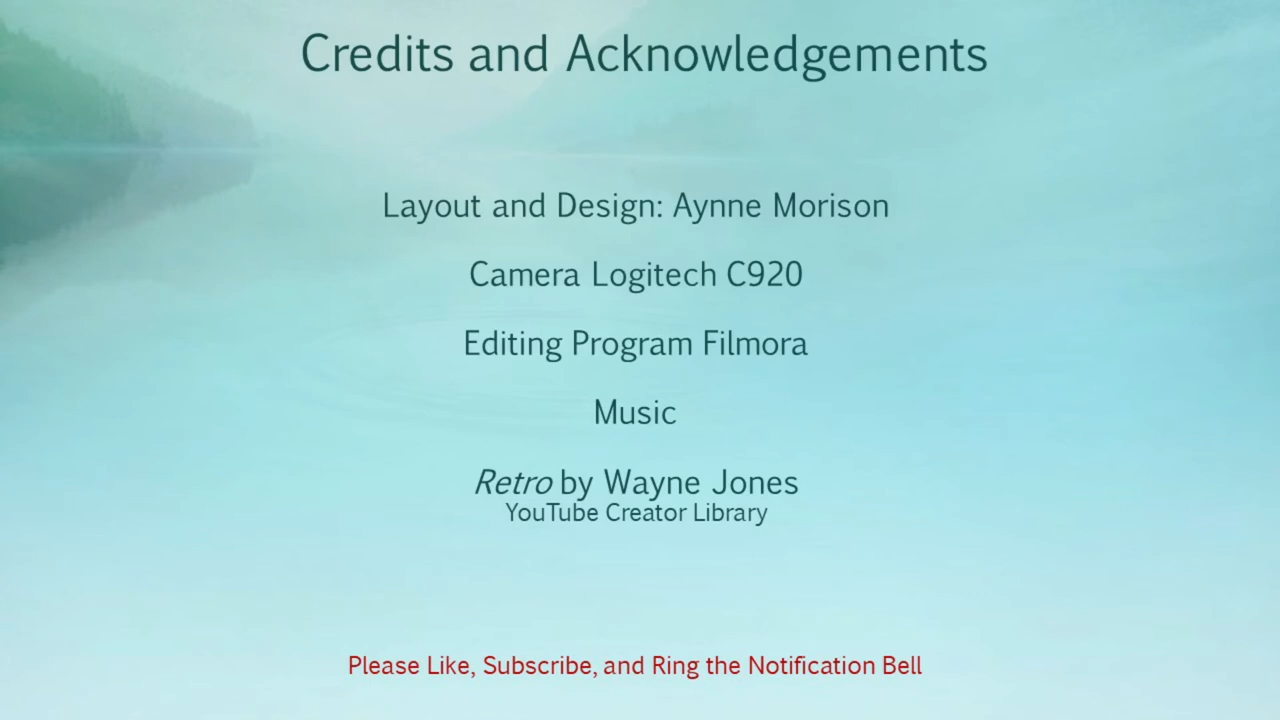 Credits and Acknowledgements
Layout and Design: Aynne Morison
Camera Logitech C920
Editing Program Filmora
Music
Retro by Wayne Jones
YouTube Creator Library
Please Like, Subscribe, and Ring the Notification Bell